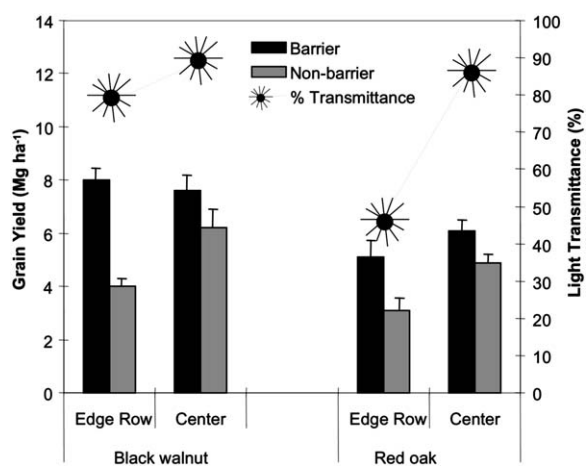 14
12
10
8
6
4
2
0
Grain Yield (Mg ha⁻¹)
Barrier
Non-barrier
% Transmittance
100
90
80
70
60
50
40
30
20
10
0
Light Transmittance (%)
Edge Row Center Edge Row Center
Black walnut Red oak